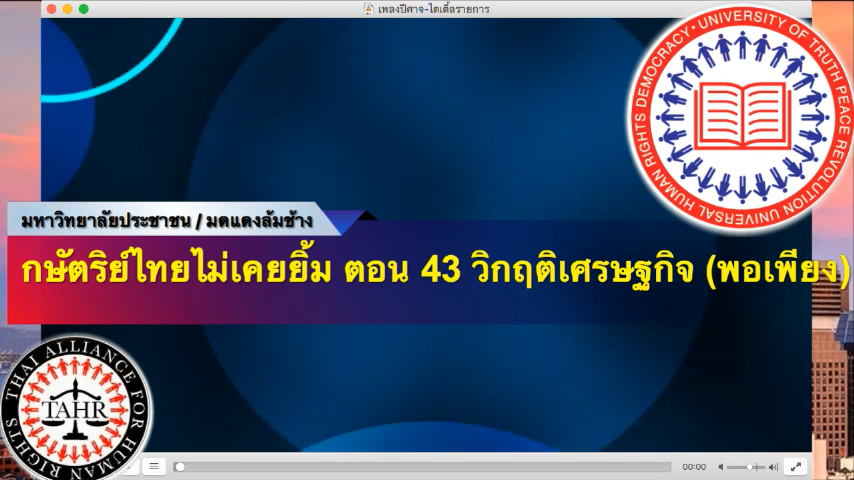 เพลงปีศาจ-ไตเติ้ลรายการ
UNIVERSITY OF TRUTH PEACE REVOLUTION UNIVERSAL HUMAN RIGHTS DEMOCRACY
มหาวิทยาลัยประชาชน / มดแดงล้มช้าง
กษัตริย์ไทยไม่เคยยิ้ม ตอน 43 วิกฤติเศรษฐกิจ (พอเพียง)
THAI ALLIANCE FOR HUMAN RIGHTS
TAHR
00:00